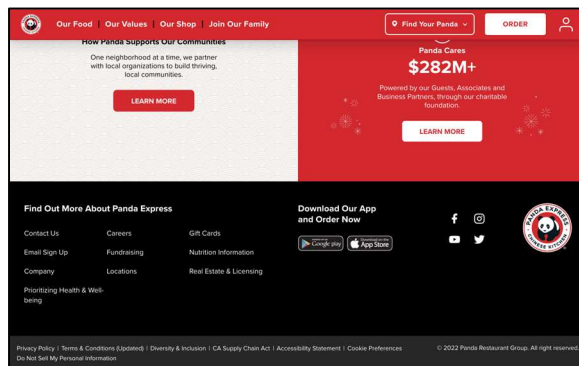 Our Food | Our Values | Our Shop | Join Our Family
Find Your Panda
ORDER
How Panda Supports Our Communities
One neighborhood at a time, we partner
with local organizations to build thriving,
local communities.
LEARN MORE
Panda Cares
$282M+
Powered by our Guests, Associates and
Business Partners, through our charitable
foundation.
LEARN MORE
Find Out More About Panda Express
Contact Us
Careers
Gift Cards
Email Sign Up
Fundraising
Nutrition Information
Company
Locations
Real Estate & Licensing
Prioritizing Health & Well-
being
Download Our App
and Order Now
Google play
Download on the
App Store
PANDA EXPRESS
CHINESE KITCHEN
Privacy Policy | Terms & Conditions (Updated) | Diversity & Inclusion | CA Supply Chain Act | Accessibility Statement | Cookie Preferences
Do Not Sell My Personal Information
© 2022 Panda Restaurant Group. All right reserved.